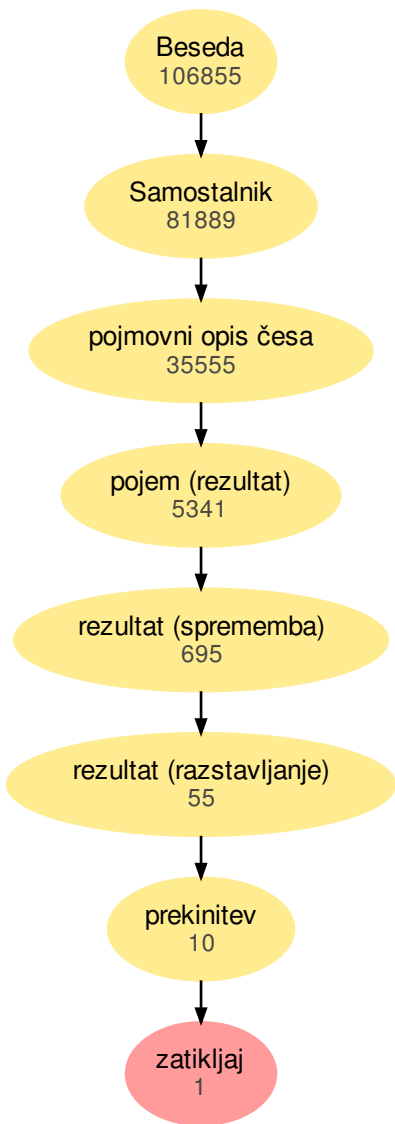 Beseda
106855
Samostalnik
81889
pojmovni opis česa
35555
pojem (rezultat)
5341
rezultat (sprememba)
695
rezultat (razstavljanje)
55
prekinitev
10
zatikljaj
1